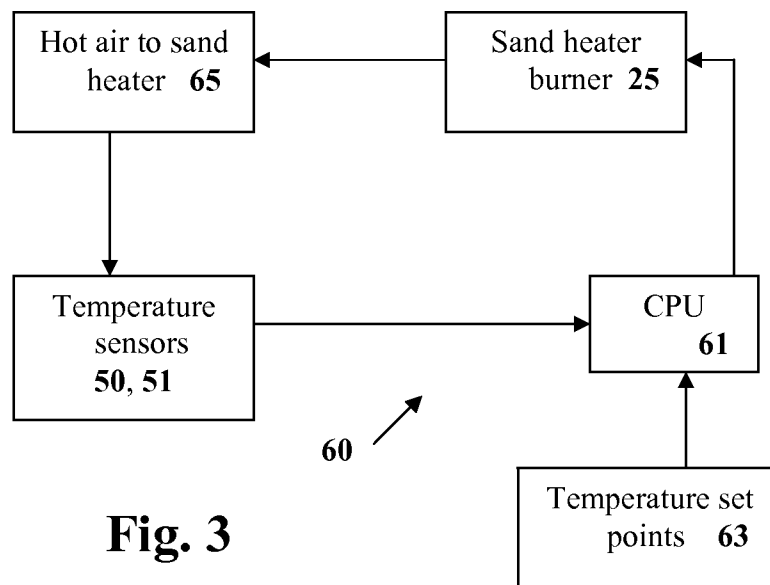 Hot air to sand
heater 65
Sand heater
burner 25
Temperature
sensors
50, 51
CPU
61
60
Temperature set
points 63
Fig. 3